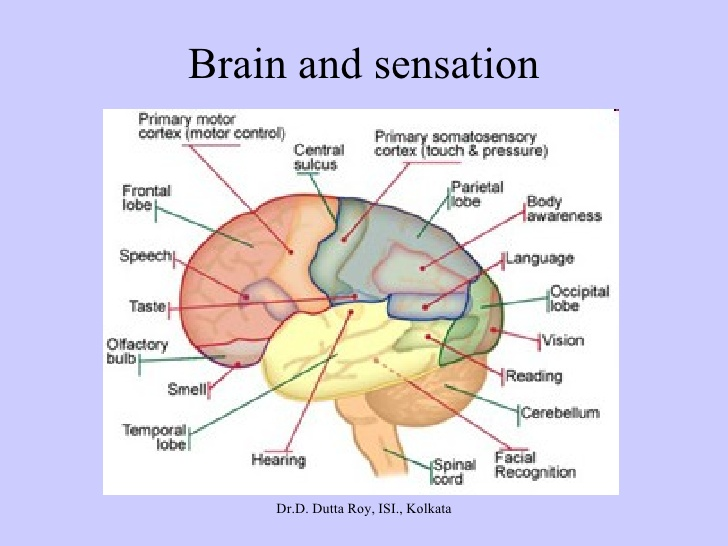 Brain and sensation
Primary motor
cortex (motor control)
Central
sulcus
Primary somatosensory
cortex (touch & pressure)
Frontal
lobe
Parietal
lobe
Body
awareness
Speech
Language
Taste
Occipital
lobe
Olfactory
bulb
Vision
Smell
Reading
Cerebellum
Temporal
lobe
Hearing
Spinal
cord
Facial
Recognition
Dr.D. Dutta Roy, ISI., Kolkata